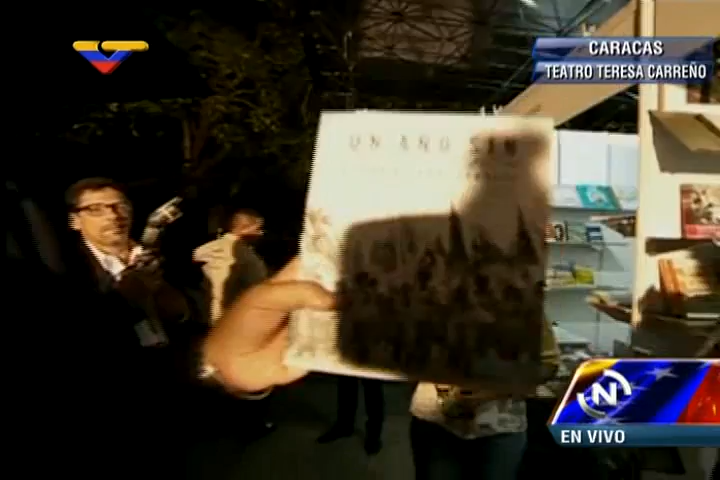 CARACAS
TEATRO TERESA CARREÑO
UN AÑO SIN
N
EN VIVO